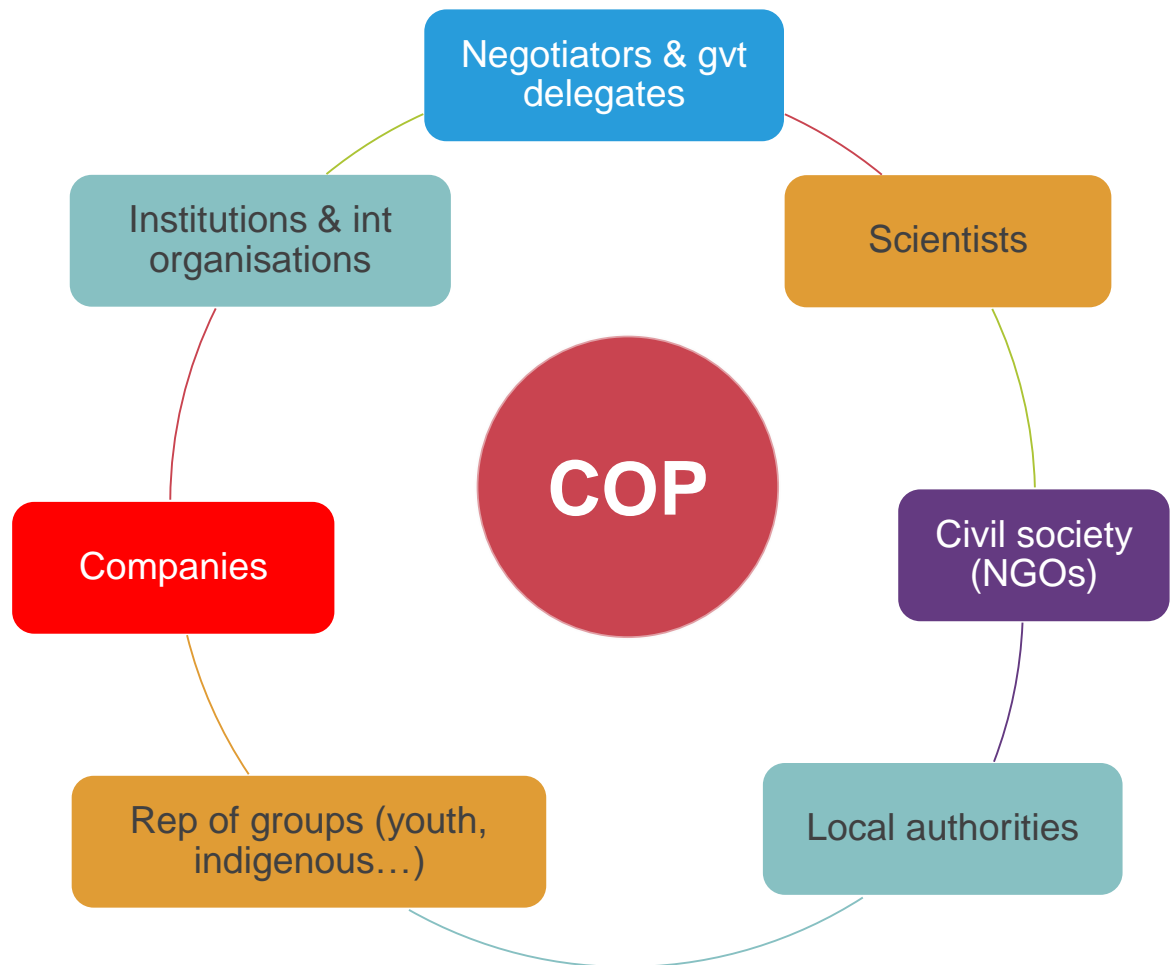 Negotiators & gvt
delegates
Institutions & int
organisations
Scientists
COP
Companies
Civil society
(NGOs)
Rep of groups (youth,
indigenous…)
Local authorities